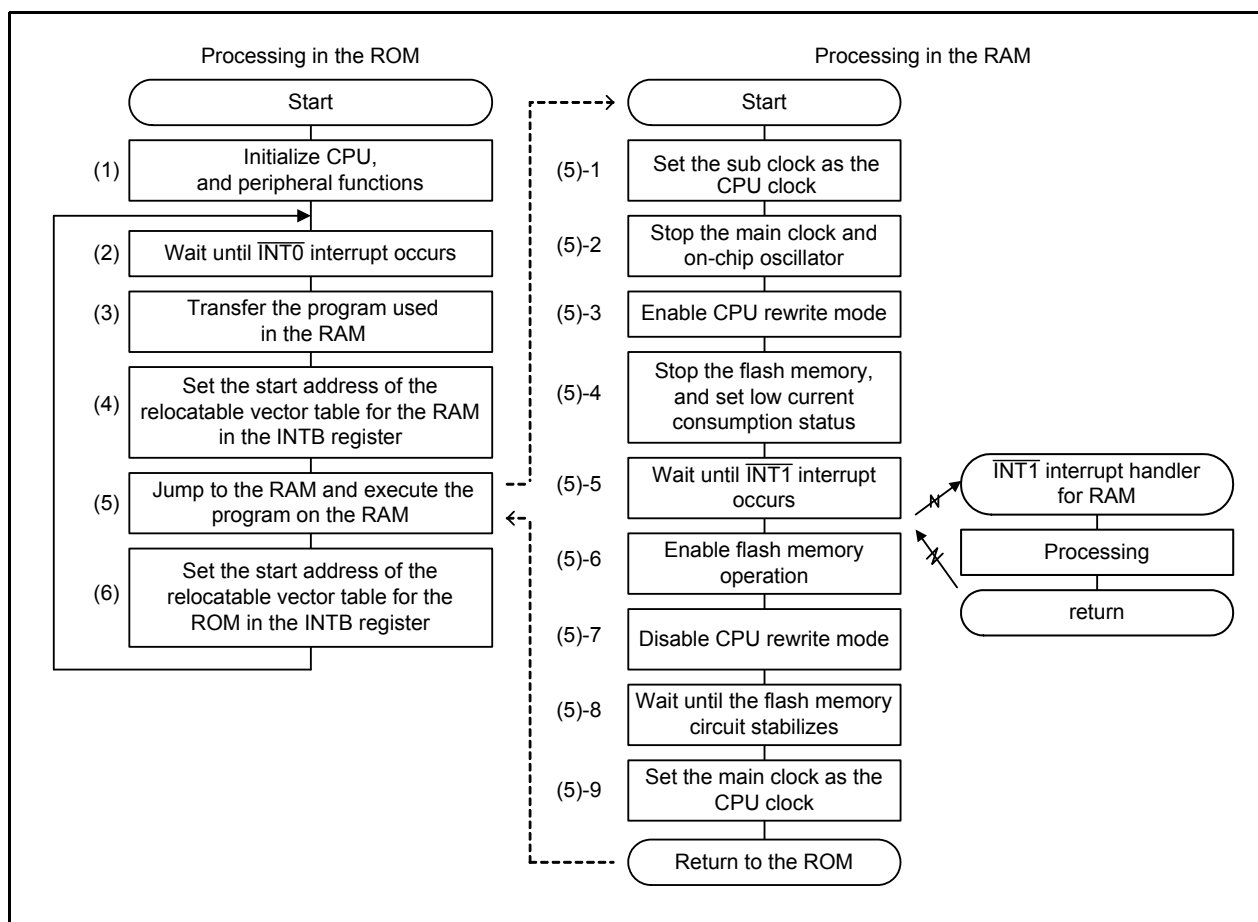 Processing in the ROM
Start
(1)
Initialize CPU,
and peripheral functions
(2)
Wait until INT0 interrupt occurs
(3)
Transfer the program used
in the RAM
(4)
Set the start address of the
relocatable vector table for the RAM
in the INTB register
(5)
Jump to the RAM and execute the
program on the RAM
(6)
Set the start address of the
relocatable vector table for the
ROM in the INTB register
Processing in the RAM
Start
(5)-1
Set the sub clock as the
CPU clock
(5)-2
Stop the main clock and
on-chip oscillator
(5)-3
Enable CPU rewrite mode
(5)-4
Stop the flash memory,
and set low current
consumption status
(5)-5
Wait until INT1 interrupt
occurs
(5)-6
Enable flash memory
operation
(5)-7
Disable CPU rewrite mode
(5)-8
Wait until the flash memory
circuit stabilizes
(5)-9
Set the main clock as the
CPU clock
Return to the ROM
INT1 interrupt handler
for RAM
Processing
return